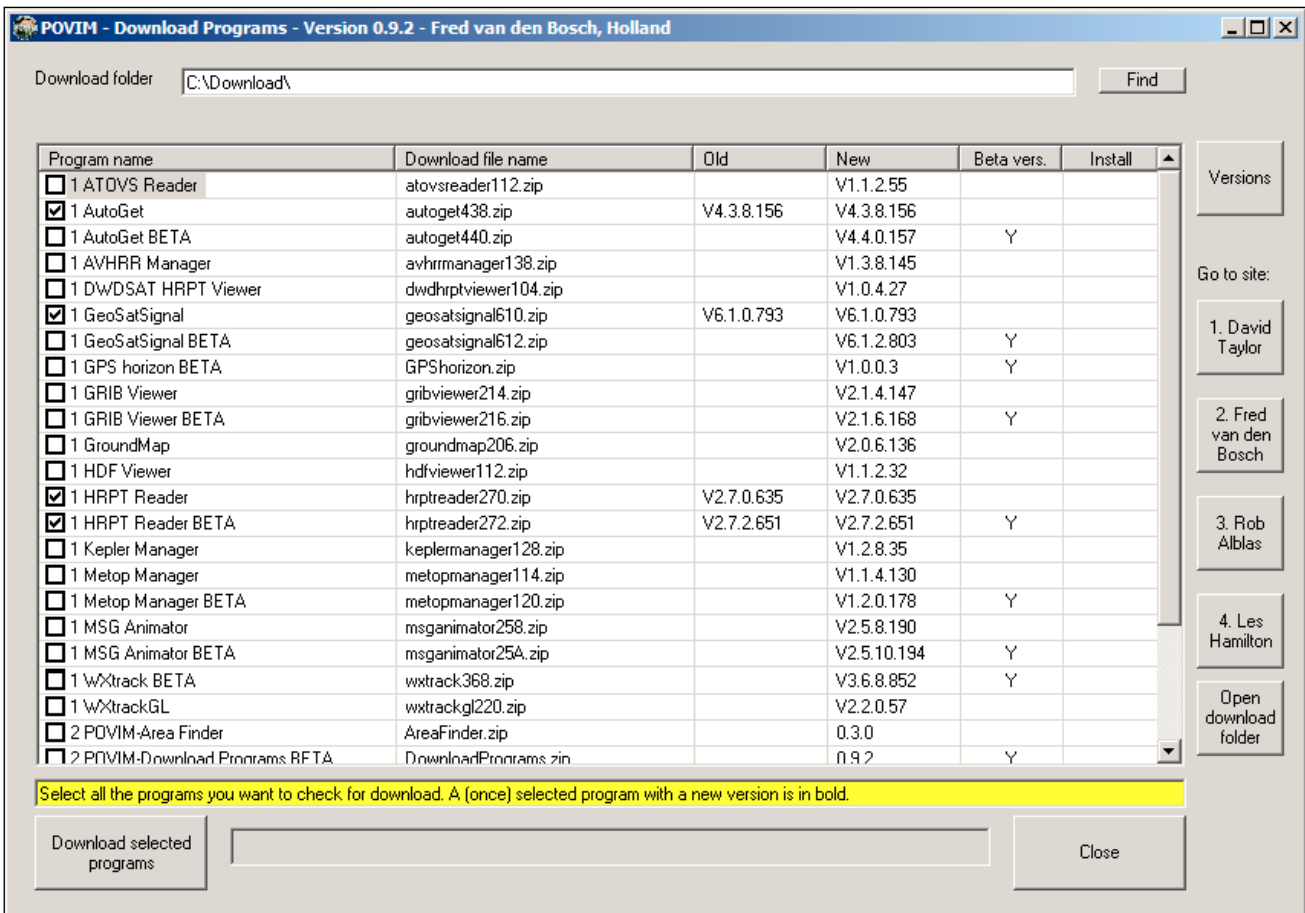 POVIM - Download Programs - Version 0.9.2 - Fred van den Bosch, Holland
Download folder C:\Download\ Find
Program name Download file name Old New Beta vers. Install
1 ATOVS Reader atovsreader112.zip V1.1.2.55
1 AutoGet autoget438.zip V4.3.8.156 V4.3.8.156
1 AutoGet BETA autoget440.zip V4.4.0.157 Y
1 AVHRR Manager avhrrmanager138.zip V1.3.8.145
1 DWDSAT HRPT Viewer dwdhrptviewer104.zip V1.0.4.27
1 GeoSatSignal geosatsignal610.zip V6.1.0.793 V6.1.0.793
1 GeoSatSignal BETA geosatsignal612.zip V6.1.2.803 Y
1 GPS horizon BETA GPShorizon.zip V1.0.0.3 Y
1 GRIB Viewer gribviewer214.zip V2.1.4.147
1 GRIB Viewer BETA gribviewer216.zip V2.1.6.168 Y
1 GroundMap groundmap206.zip V2.0.6.136
1 HDF Viewer hdfviewer112.zip V1.1.2.32
1 HRPT Reader hrptreader270.zip V2.7.0.635 V2.7.0.635
1 HRPT Reader BETA hrptreader272.zip V2.7.2.651 V2.7.2.651 Y
1 Kepler Manager keplermanager128.zip V1.2.8.35
1 Metop Manager metopmanager114.zip V1.1.4.130
1 Metop Manager BETA metopmanager120.zip V1.2.0.178 Y
1 MSG Animator msganimator258.zip V2.5.8.190
1 MSG Animator BETA msganimator25A.zip V2.5.10.194 Y
1 WXtrack BETA wxtrack368.zip V3.6.8.852 Y
1 WXtrackGL wxtrackgl220.zip V2.2.0.57
2 POVIM-Area Finder AreaFinder.zip 0.3.0
2 POVIM-Download Programs BETA DownloadPrograms.zip 0.9.2 Y
Versions
Go to site:
1. David
Taylor
2. Fred
van den
Bosch
3. Rob
Alblas
4. Les
Hamilton
Open
download
folder
Select all the programs you want to check for download. A (once) selected program with a new version is in bold.
Download selected
programs
Close